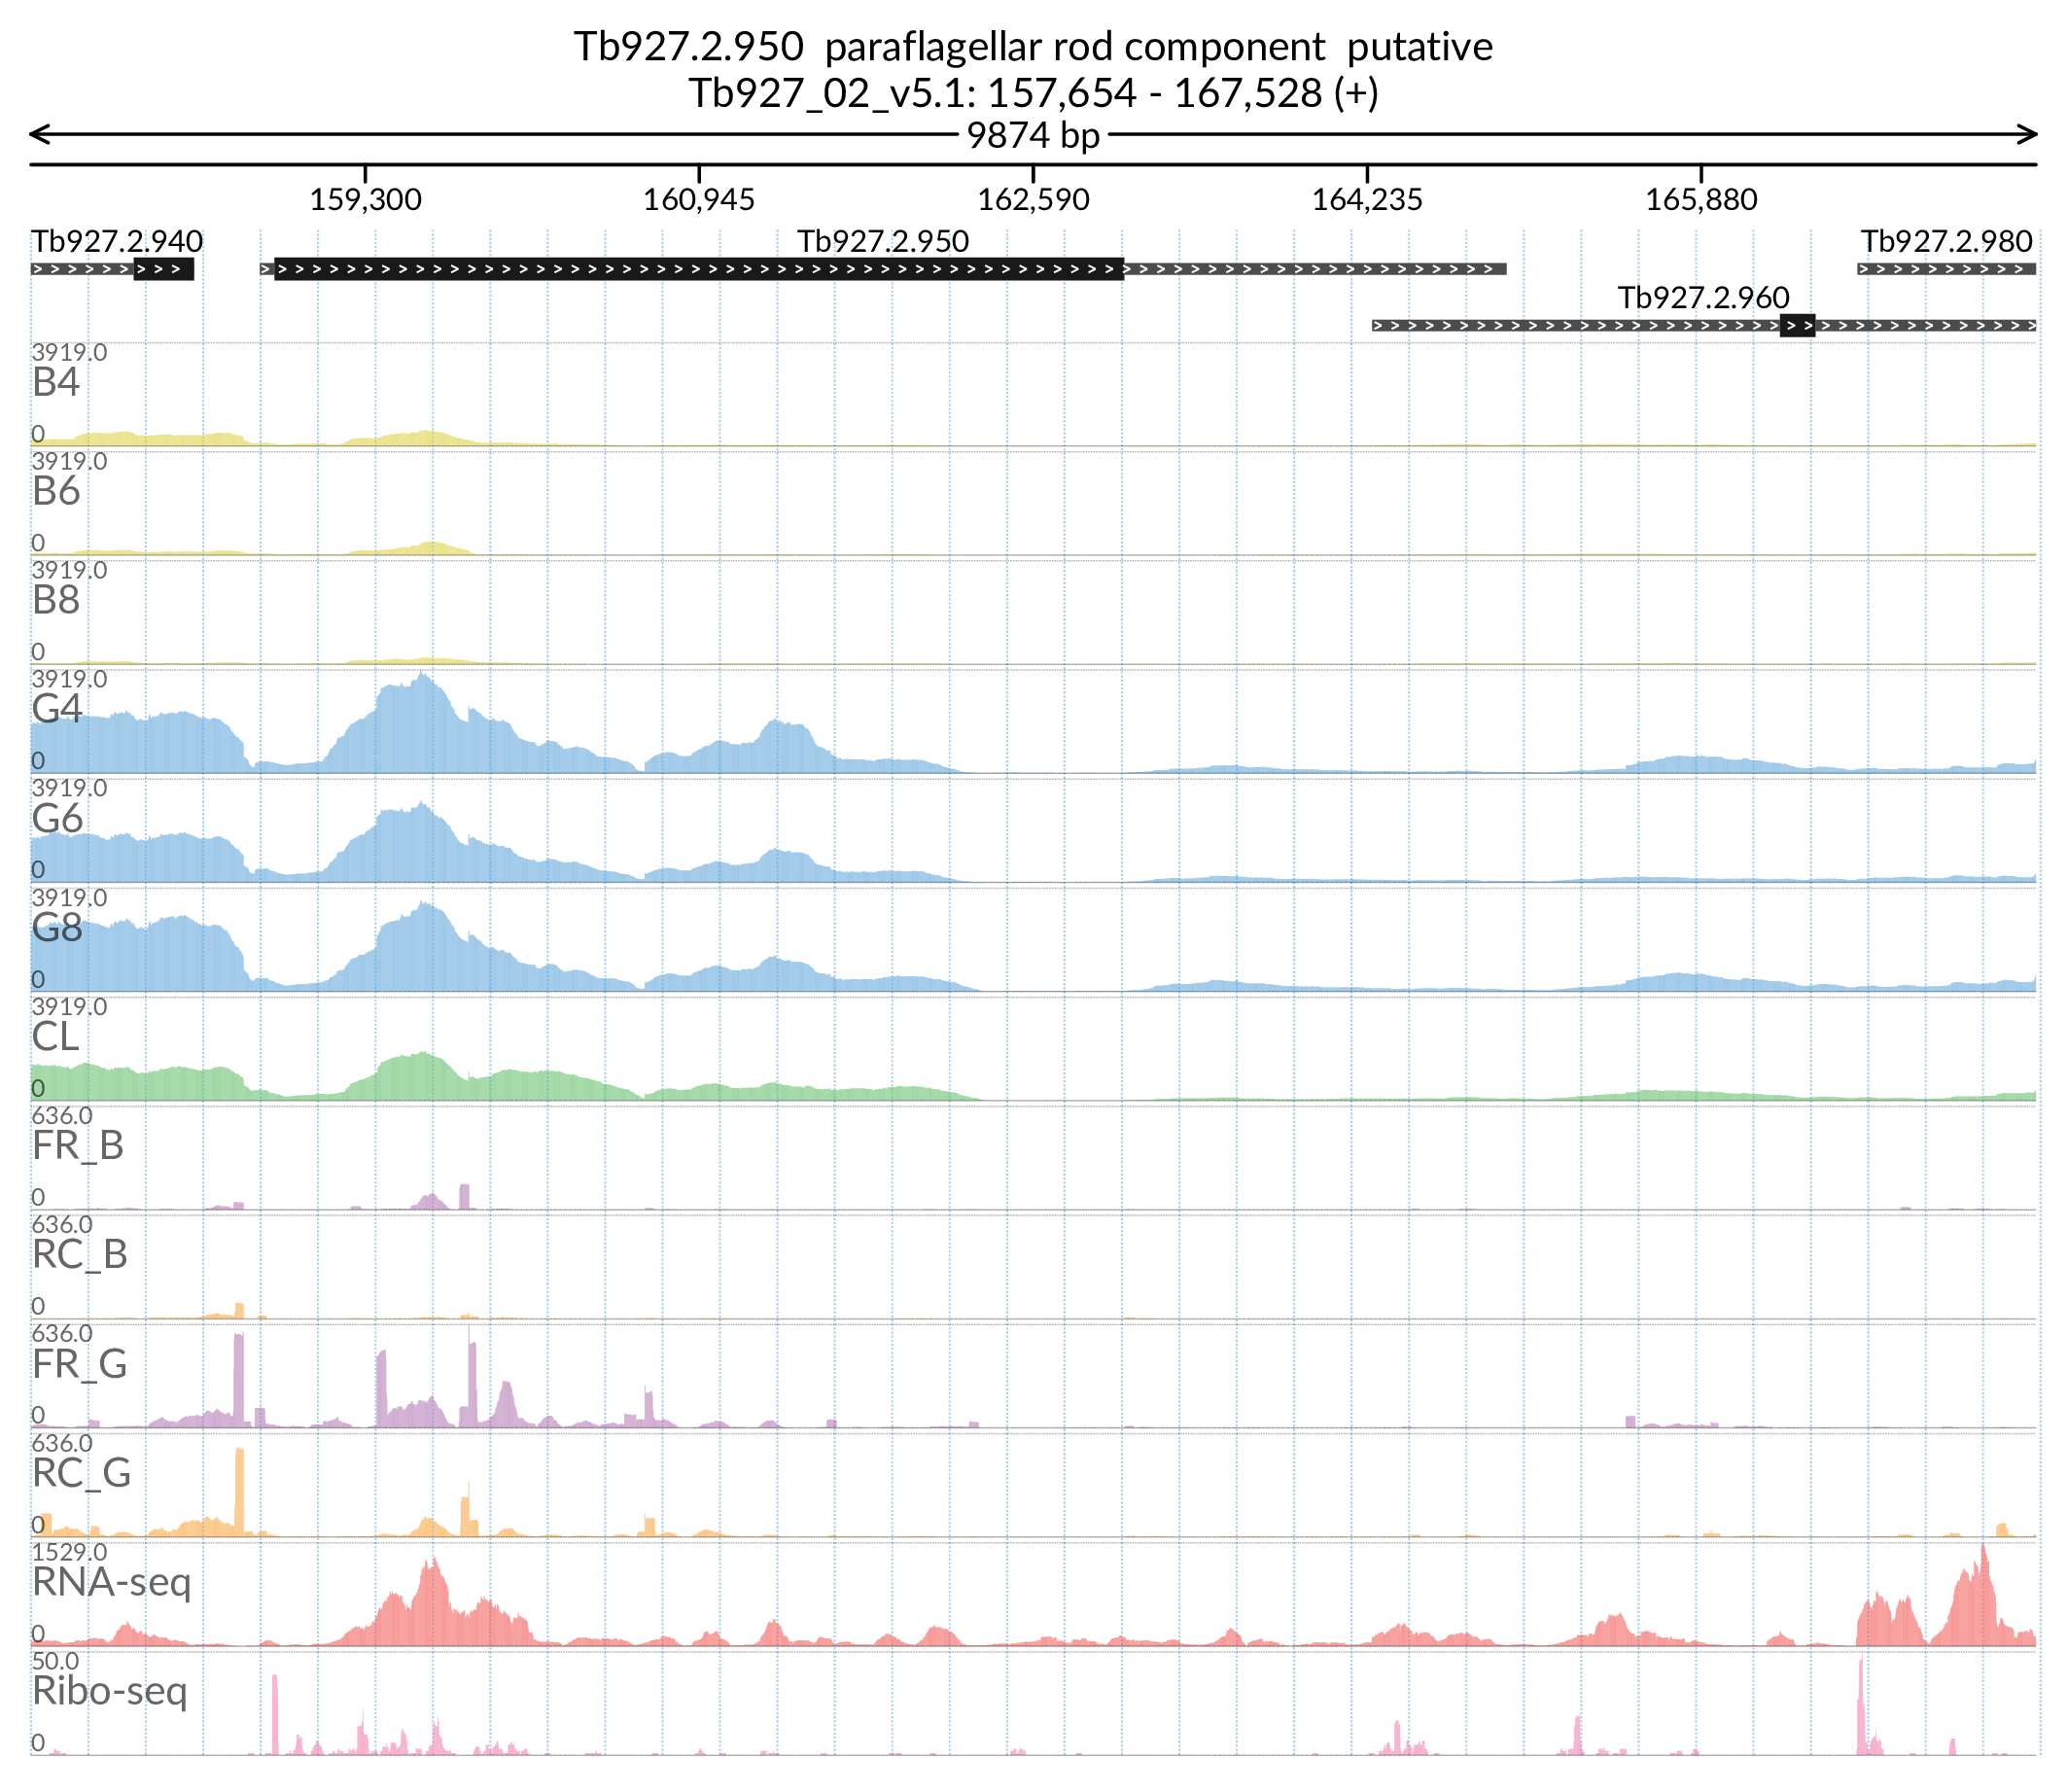 Tb927.2.950 paraflagellar rod component putative
Tb927_02_v5.1: 157,654 - 167,528 (+)
9874 bp
159,300 160,945 162,590 164,235 165,880
Tb927.2.940 Tb927.2.950 Tb927.2.980
Tb927.2.960
3919.0
B4
0
3919.0
B6
0
3919.0
B8
0
3919.0
G4
0
3919.0
G6
0
3919.0
G8
0
3919.0
CL
0
636.0
FR_B
0
636.0
RC_B
0
636.0
FR_G
0
636.0
RC_G
0
1529.0
RNA-seq
0
50.0
Ribo-seq
0